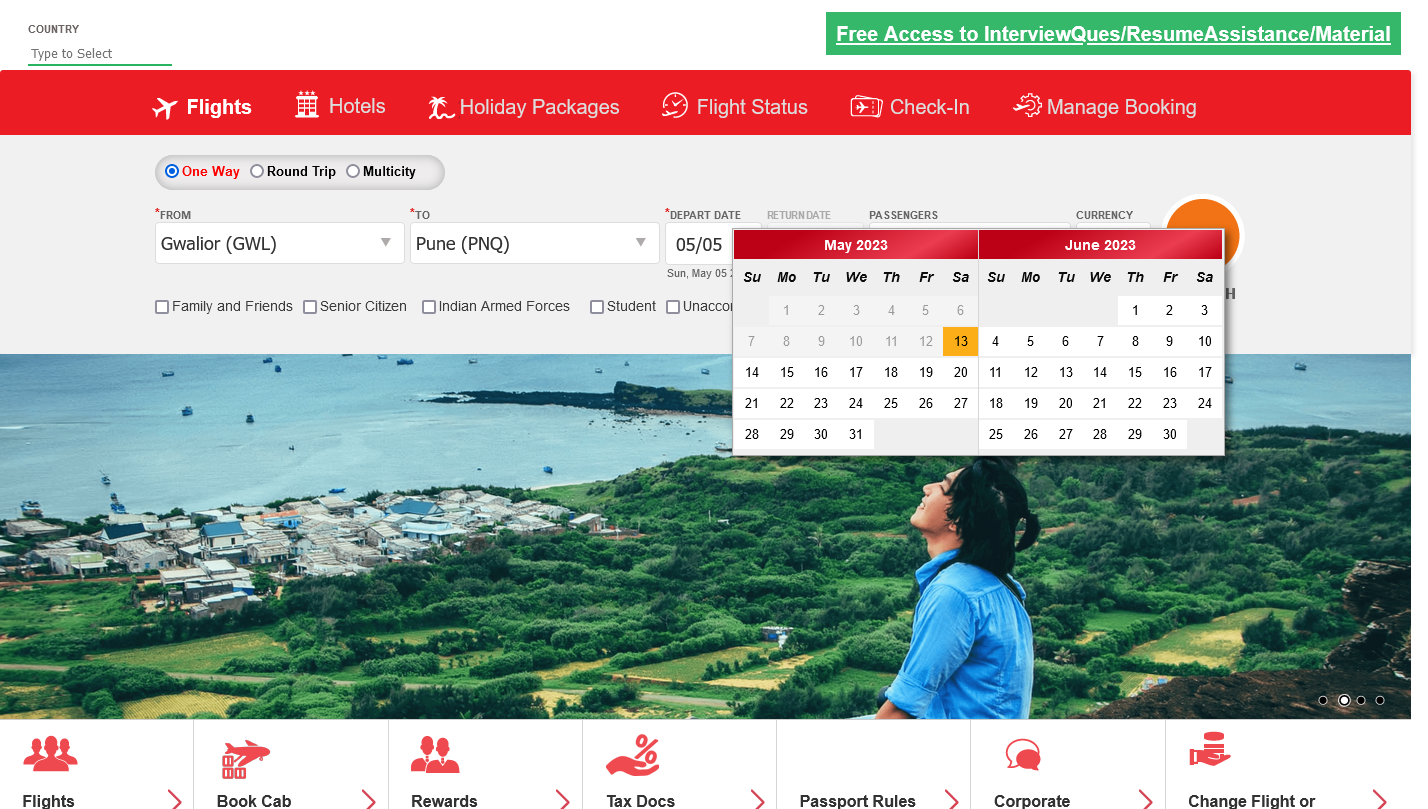 COUNTRY
Type to Select
Free Access to InterviewQues/ResumeAssistance/Material
Flights
Hotels
Holiday Packages
Flight Status
Check-In
Manage Booking
One Way
Round Trip
Multicity
*FROM
*TO
*DEPART DATE
RETURN DATE
PASSENGERS
CURRENCY
Gwalior (GWL)
Pune (PNQ)
05/05
Sun, May 05 2
H
Family and Friends
Senior Citizen
Indian Armed Forces
Student
Unaccor
May 2023
Su Mo Tu We Th Fr Sa
1 2 3 4 5 6
7 8 9 10 11 12 13
14 15 16 17 18 19 20
21 22 23 24 25 26 27
28 29 30 31
June 2023
Su Mo Tu We Th Fr Sa
1 2 3
4 5 6 7 8 9 10
11 12 13 14 15 16 17
18 19 20 21 22 23 24
25 26 27 28 29 30
Flights
Book Cab
Rewards
Tax Docs
Passport Rules
Corporate
Change Flight or